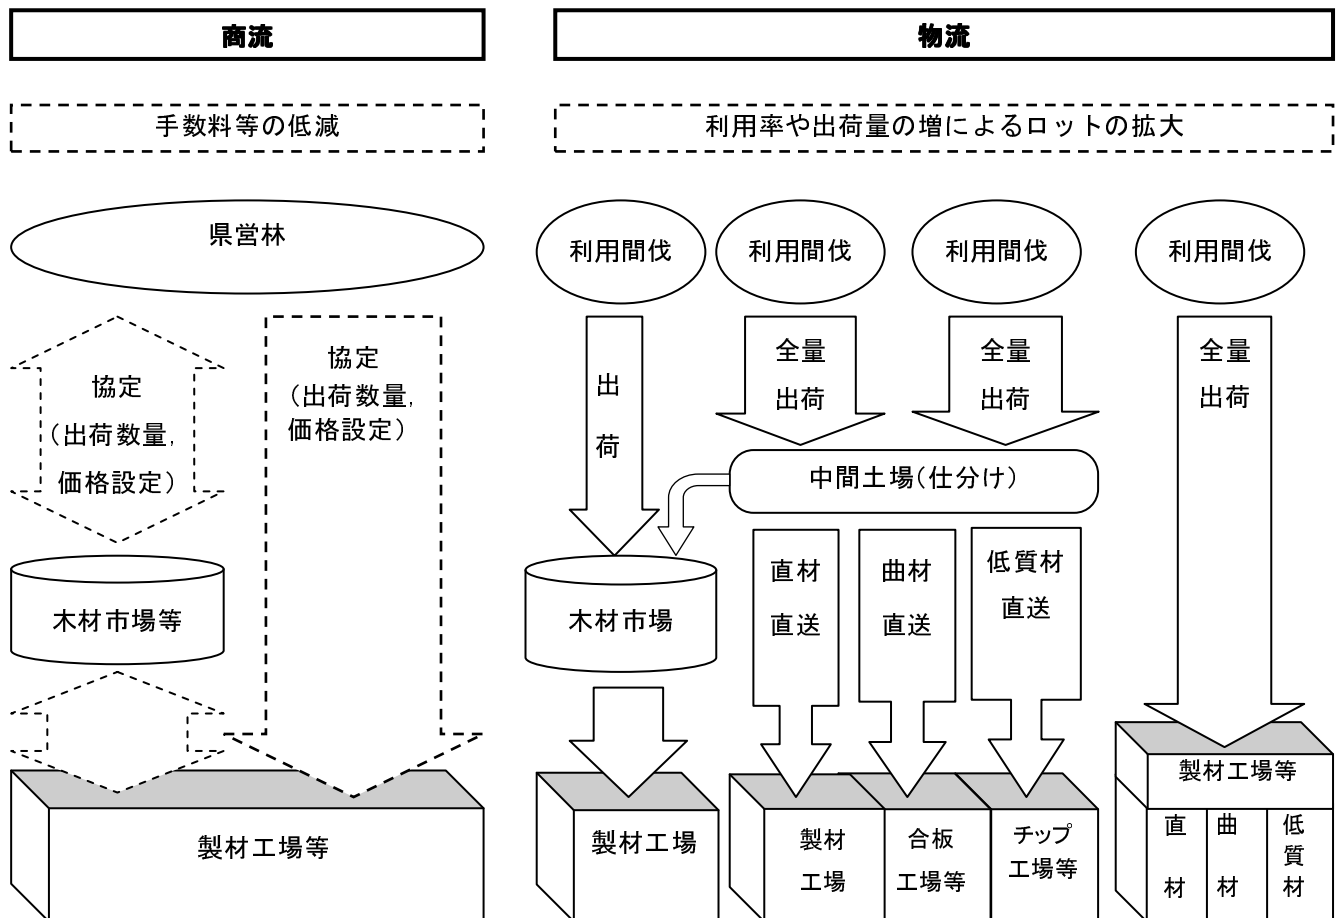 商流
手数料等の低減
県営林
協定
（出荷数量,
価格設定）
協定
（出荷数量,
価格設定）
木材市場等
製材工場等
物流
利用率や出荷量の増によるロットの拡大
利用間伐
利用間伐
利用間伐
利用間伐
出
荷
全量
出荷
全量
出荷
全量
出荷
中間土場（仕分け）
木材市場
直材
直送
曲材
直送
低質材
直送
製材工場
製材
工場
合板
工場等
チップ
工場等
製材工場等
直
材
曲
材
低
質
材